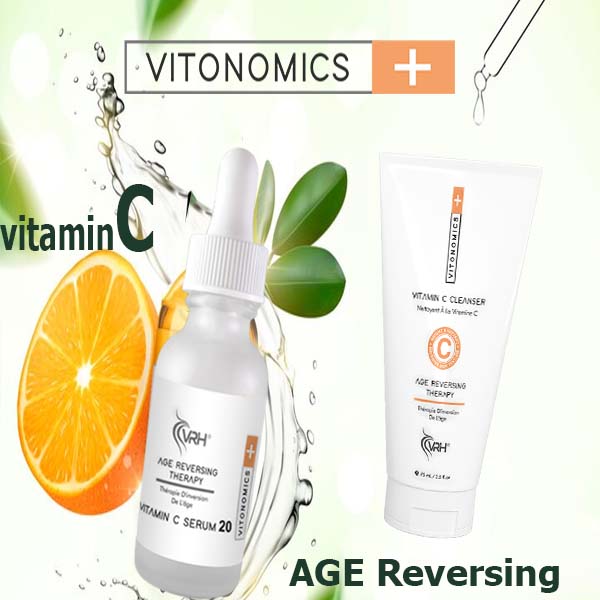 VITONOMICS +
vitamin C
VRH®
AGE REVERSING
THERAPY
Thérapie D'inversion
De L'âge
VITAMIN C SERUM 20
VITONOMICS +
VITONOMICS +
VITAMIN C CLEANSER
Nettoyant À La Vitamine C
C
AGE REVERSING
THERAPY
Thérapie D'inversion
De L'âge
VRH®
AGE Reversing